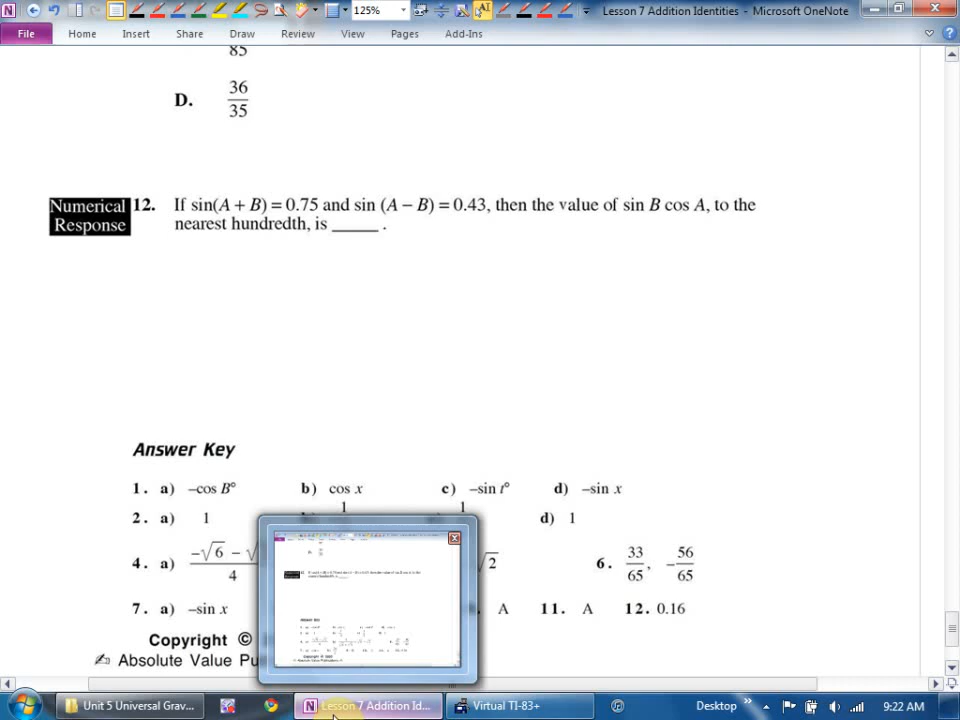 125%
Lesson 7 Addition Identities - Microsoft OneNote
File Home Insert Share Draw Review View Pages Add-Ins
85
D. 36/35
Numerical Response 12. If sin(A + B) = 0.75 and sin (A − B) = 0.43, then the value of sin B cos A, to the
nearest hundredth, is _____ .
Answer Key
1. a) –cos B° b) cos x c) –sin t° d) –sin x
2. a) 1 1 1 d) 1
4. a) −√6 − √ 4 √2 6. 33/65, −56/65
7. a) –sin x A 11. A 12. 0.16
Copyright ©
Absolute Value Pu
Unit 5 Universal Grav... Lesson 7 Addition Id... Virtual TI-83+ Desktop 9:22 AM